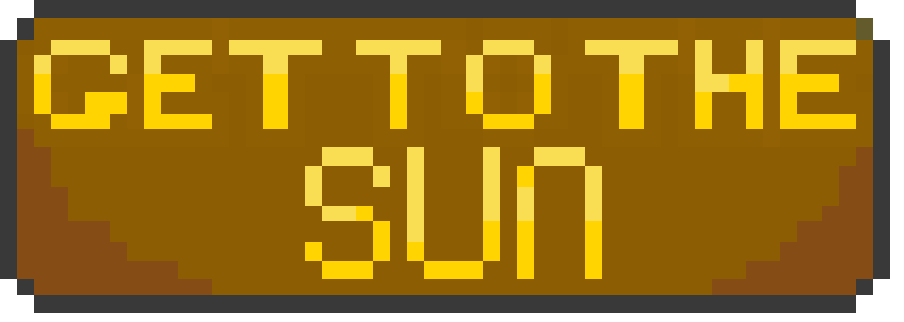 GET TO THE
SUN